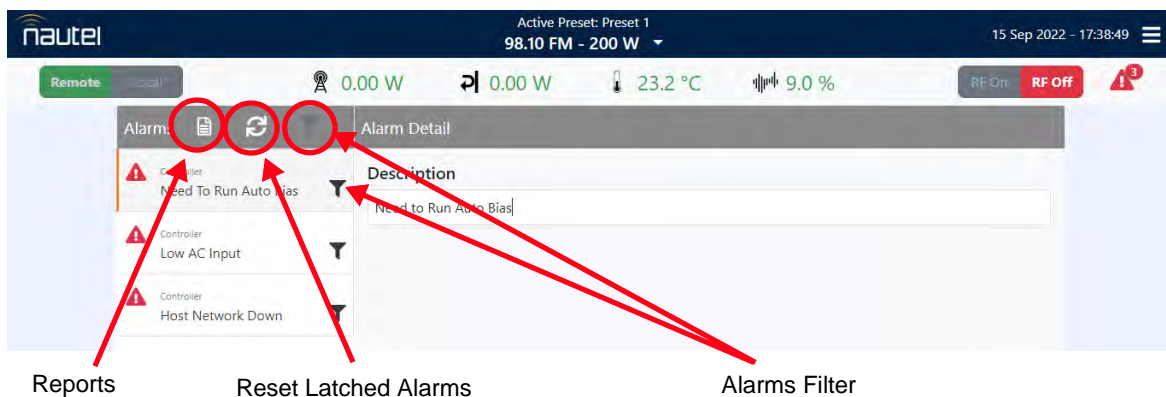 nautel
Active Preset: Preset 1
98.10 FM - 200 W
15 Sep 2022 - 17:38:49
Remote
0.00 W
0.00 W
23.2 °C
9.0 %
RF On
RF Off
3
Alarms
Alarm Detail
Controller
Need To Run Auto Bias
Description
Need to Run Auto Bias
Controller
Low AC Input
Controller
Host Network Down
Reports
Reset Latched Alarms
Alarms Filter